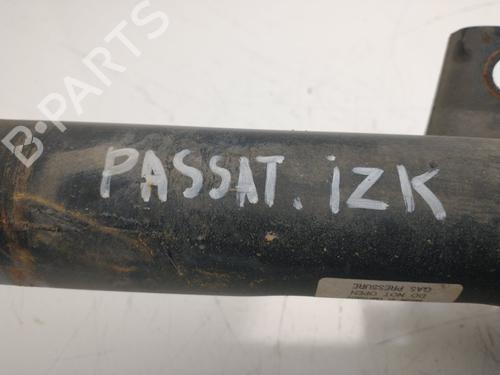 B-PARTS
PASSAT. IZK
DO NOT OPEN
GAS PRESSURE